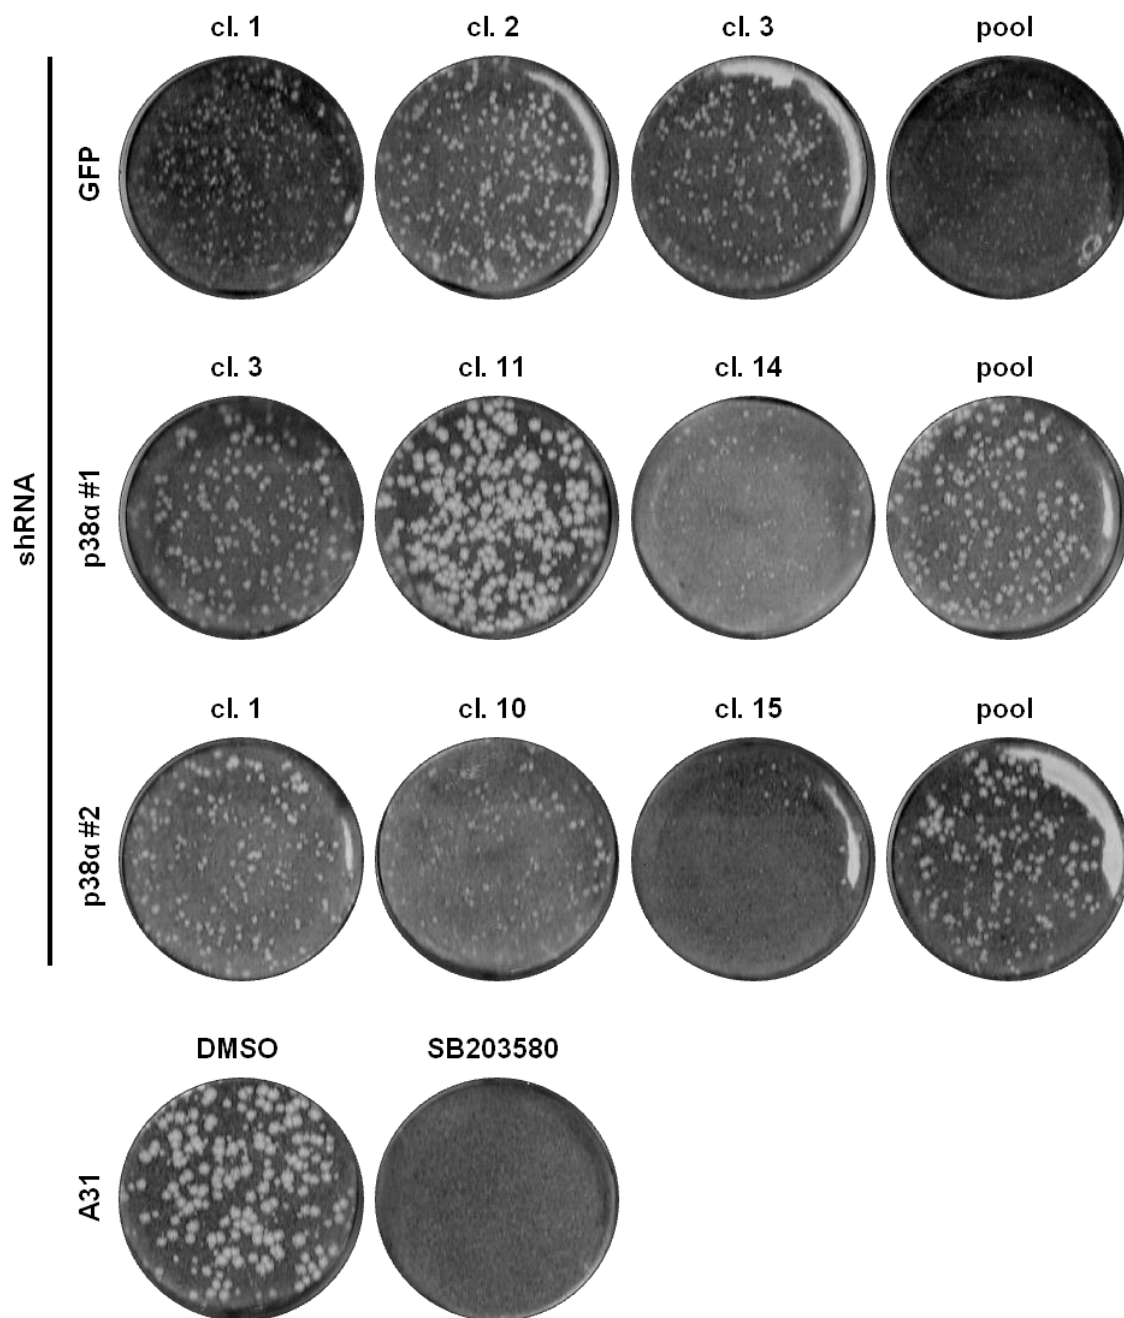 cl. 1 cl. 2 cl. 3 pool
GFP
cl. 3 cl. 11 cl. 14 pool
shRNA
p38α #1
cl. 1 cl. 10 cl. 15 pool
p38α #2
DMSO SB203580
A31